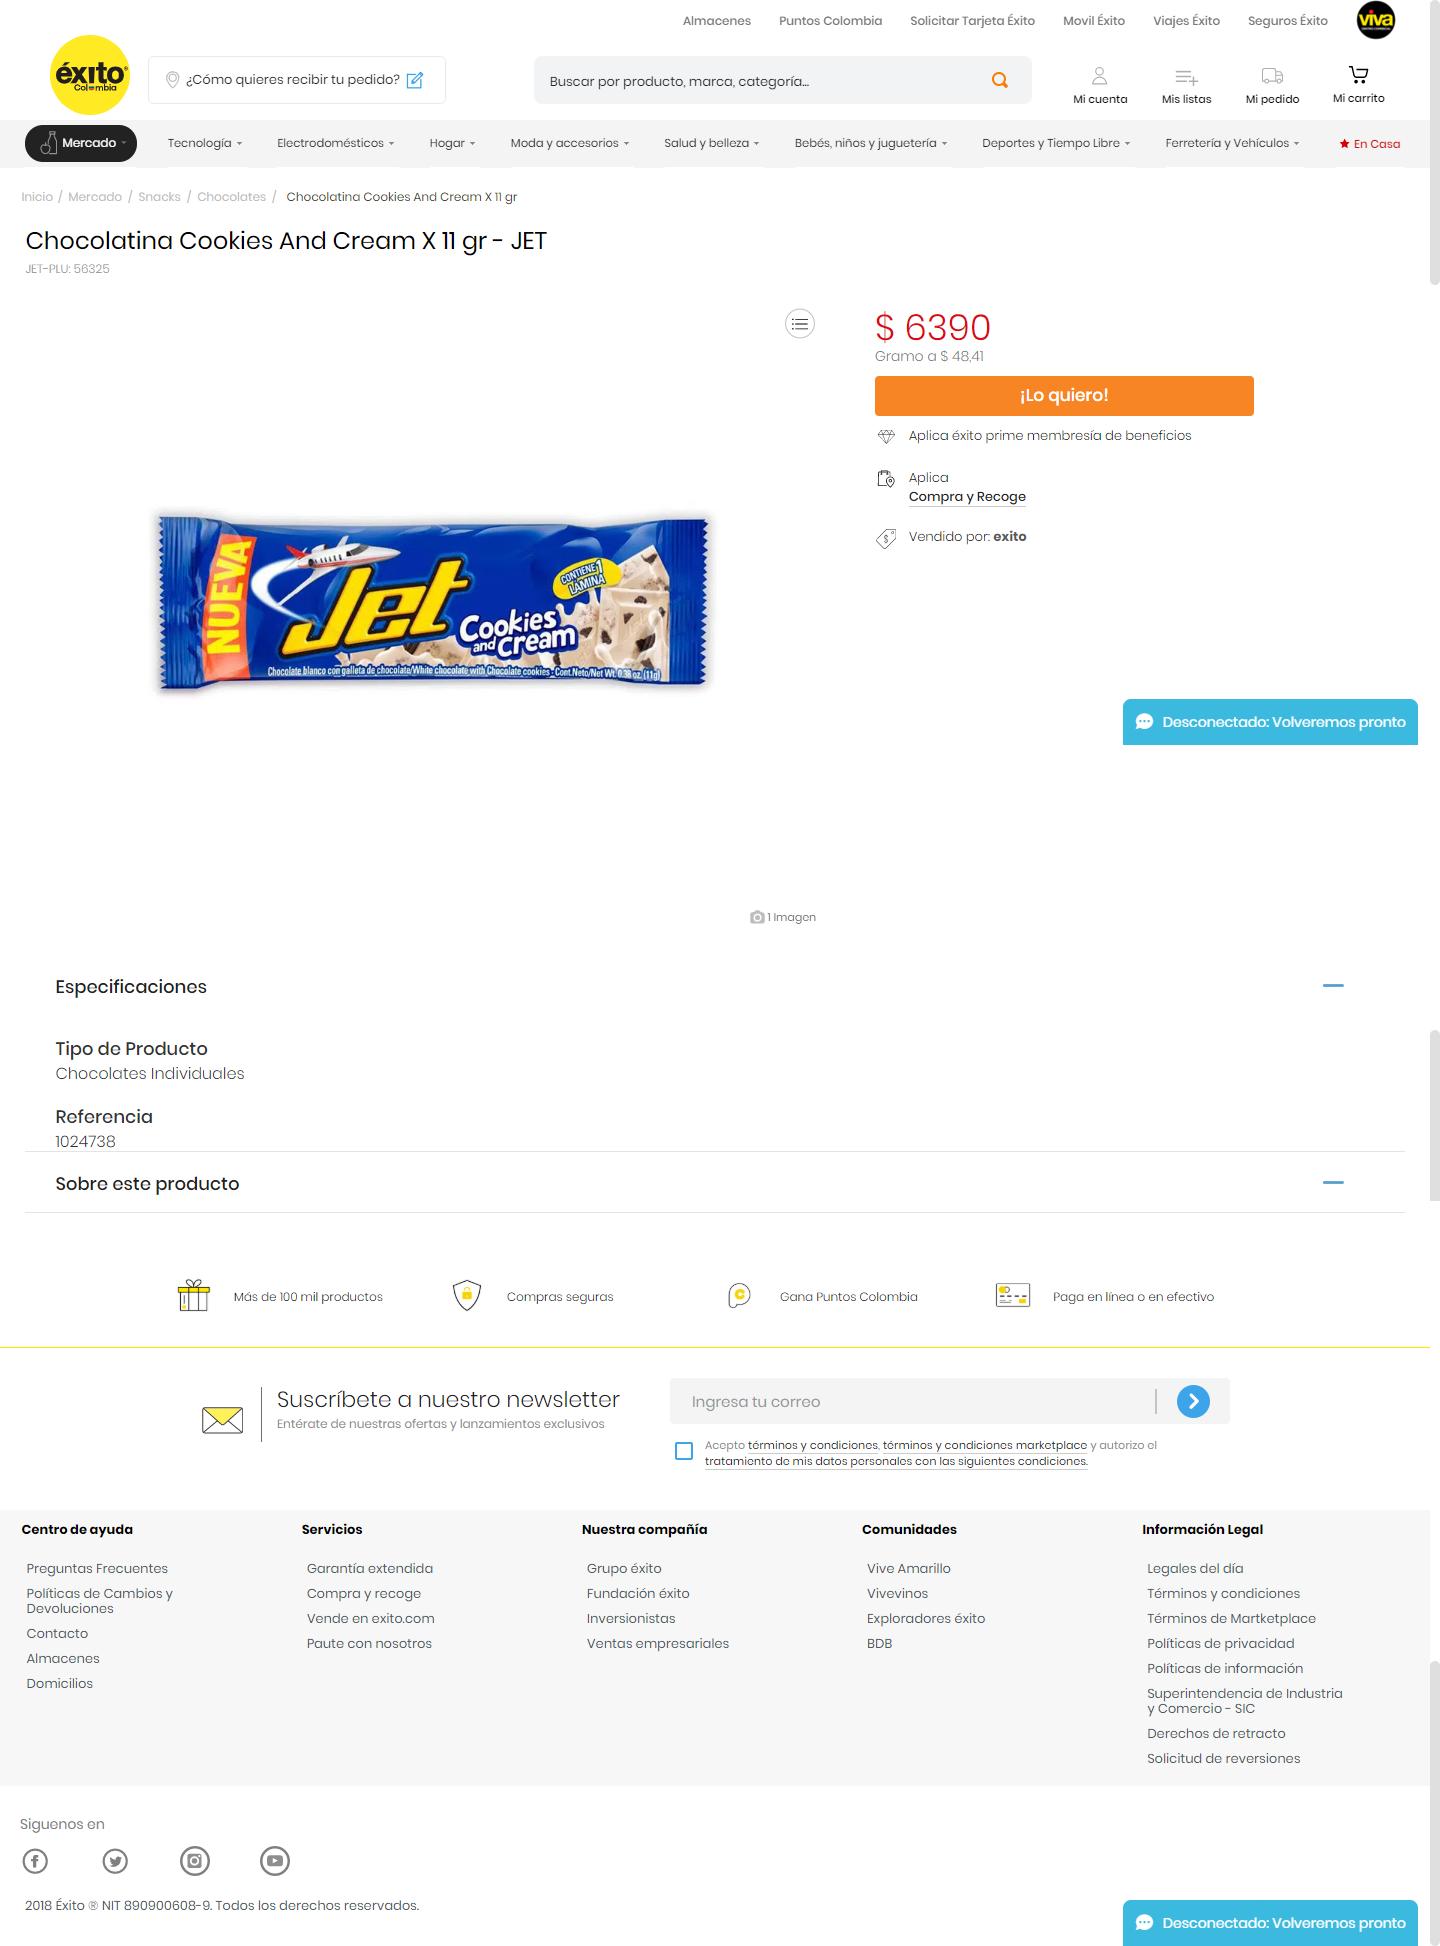 Almacenes Puntos Colombia Solicitar Tarjeta Éxito Movil Éxito Viajes Éxito Seguros Éxito viva
éxito
Colombia
¿Cómo quieres recibir tu pedido?
Buscar por producto, marca, categoría...
Mi cuenta Mis listas Mi pedido Mi carrito
Mercado Tecnología Electrodomésticos Hogar Moda y accesorios Salud y belleza Bebés, niños y juguetería Deportes y Tiempo Libre Ferretería y Vehículos En Casa
Inicio / Mercado / Snacks / Chocolates / Chocolatina Cookies And Cream X 11 gr
Chocolatina Cookies And Cream X 11 gr - JET
JET-PLU: 56325
$ 6390
Gramo a $ 48,41
¡Lo quiero!
Aplica éxito prime membresía de beneficios
Aplica
Compra y Recoge
Vendido por: exito
NUEVA
Jet
CONTIENE 1
LÁMINA
Cookies
and Cream
Chocolate blanco con galleta de chocolate/White chocolate with Chocolate cookies - Cont.Neto/Net Wt. 0.38 oz. (11g)
Desconectado: Volveremos pronto
1 Imagen
Especificaciones
Tipo de Producto
Chocolates Individuales
Referencia
1024738
Sobre este producto
Más de 100 mil productos Compras seguras Gana Puntos Colombia Paga en línea o en efectivo
Suscríbete a nuestro newsletter
Entérate de nuestras ofertas y lanzamientos exclusivos
Ingresa tu correo
Acepto términos y condiciones, términos y condiciones marketplace y autorizo el
tratamiento de mis datos personales con las siguientes condiciones.
Centro de ayuda
Preguntas Frecuentes
Políticas de Cambios y
Devoluciones
Contacto
Almacenes
Domicilios
Servicios
Garantía extendida
Compra y recoge
Vende en exito.com
Paute con nosotros
Nuestra compañía
Grupo éxito
Fundación éxito
Inversionistas
Ventas empresariales
Comunidades
Vive Amarillo
Vivevinos
Exploradores éxito
BDB
Información Legal
Legales del día
Términos y condiciones
Términos de Martketplace
Políticas de privacidad
Políticas de información
Superintendencia de Industria
y Comercio - SIC
Derechos de retracto
Solicitud de reversiones
Siguenos en
2018 Éxito ® NIT 890900608-9. Todos los derechos reservados.
Desconectado: Volveremos pronto